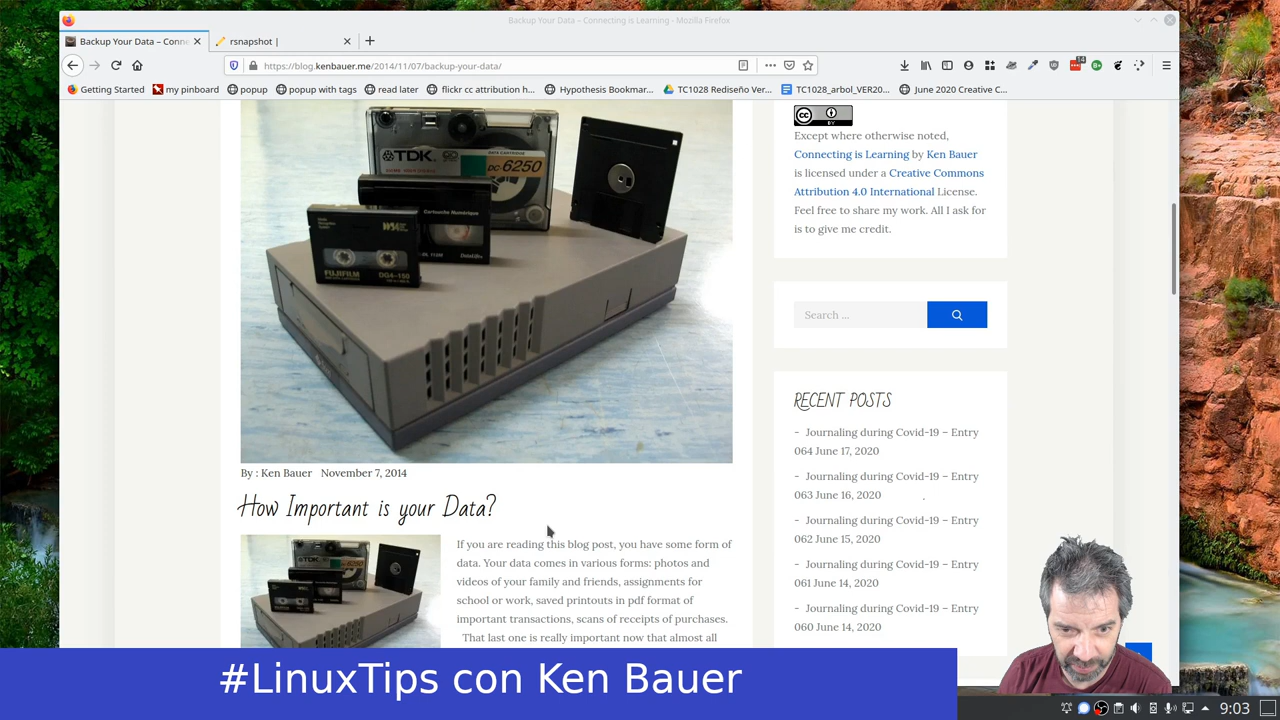 Backup Your Data – Connecting is Learning - Mozilla Firefox
Backup Your Data – Conne
rsnapshot |
https://blog.kenbauer.me/2014/11/07/backup-your-data/
Getting Started
my pinboard
popup
popup with tags
read later
flickr cc attribution h...
Hypothesis Bookmar...
TC1028 Rediseño Ver...
TC1028_arbol_VER20...
June 2020 Creative C...
TDK
DC-6250
DATA CARTRIDGE
Cartouche Numérique
FUJIFILM
DG4-150
BY
Except where otherwise noted,
Connecting is Learning by Ken Bauer
is licensed under a Creative Commons
Attribution 4.0 International License.
Feel free to share my work. All I ask for
is to give me credit.
Search ...
RECENT POSTS
- Journaling during Covid-19 – Entry
064 June 17, 2020
- Journaling during Covid-19 – Entry
063 June 16, 2020
- Journaling during Covid-19 – Entry
062 June 15, 2020
- Journaling during Covid-19 – Entry
061 June 14, 2020
- Journaling during Covid-19 – Entry
060 June 14, 2020
By : Ken Bauer November 7, 2014
How Important is your Data?
If you are reading this blog post, you have some form of
data. Your data comes in various forms: photos and
videos of your family and friends, assignments for
school or work, saved printouts in pdf format of
important transactions, scans of receipts of purchases.
That last one is really important now that almost all
#LinuxTips con Ken Bauer
9:03